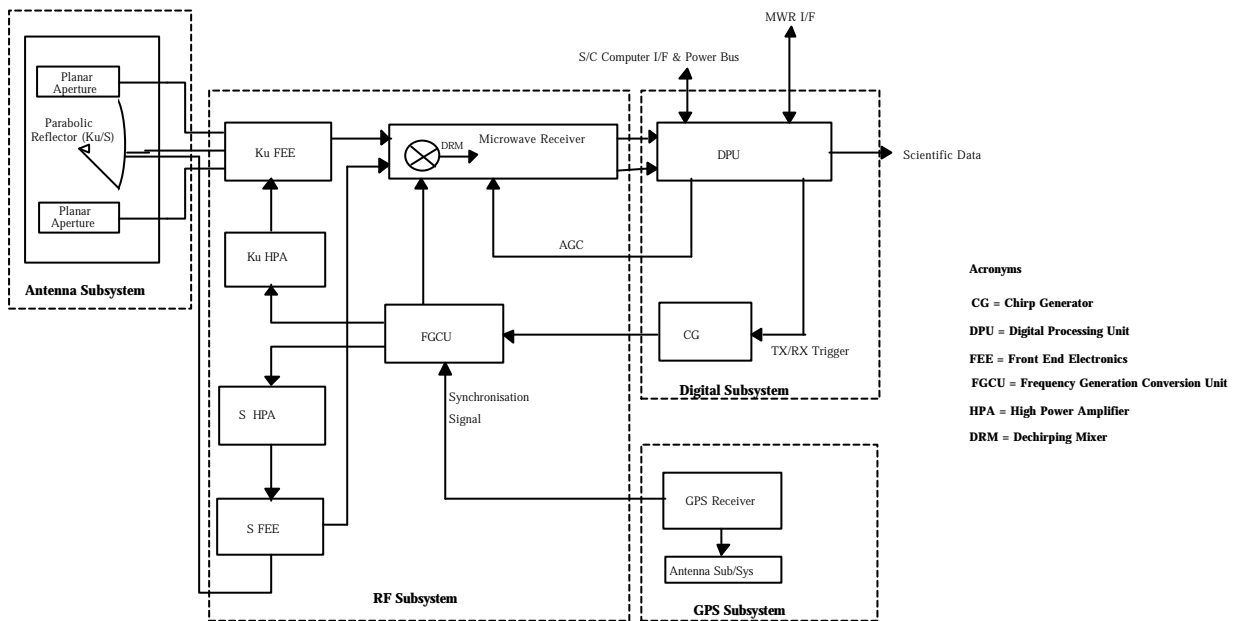 MWR I/F
S/C Computer I/F & Power Bus
Planar
Aperture
Parabolic
Reflector (Ku/S)
Planar
Aperture
Antenna Subsystem
Ku FEE
DRM
Microwave Receiver
DPU
Scientific Data
Ku HPA
AGC
FGCU
CG
TX/RX Trigger
Digital Subsystem
S HPA
Synchronisation
Signal
S FEE
GPS Receiver
Antenna Sub/Sys
RF Subsystem
GPS Subsystem
Acronyms
CG = Chirp Generator
DPU = Digital Processing Unit
FEE = Front End Electronics
FGCU = Frequency Generation Conversion Unit
HPA = High Power Amplifier
DRM = Dechirping Mixer